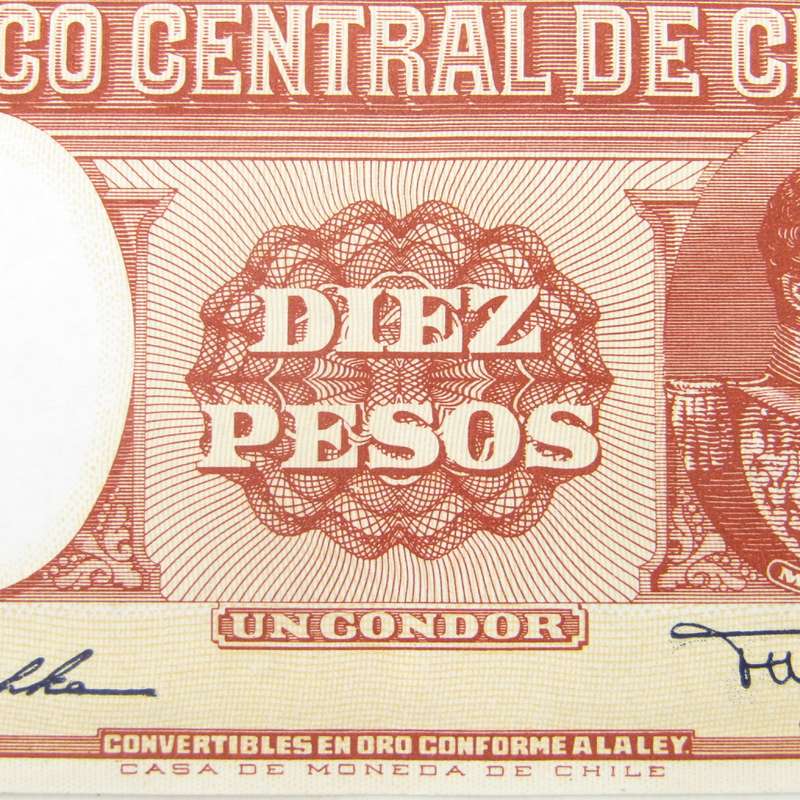 CO CENTRAL DE C
DIEZ
PESOS
UN CONDOR
CONVERTIBLES EN ORO CONFORME A LA LEY.
CASA DE MONEDA DE CHILE